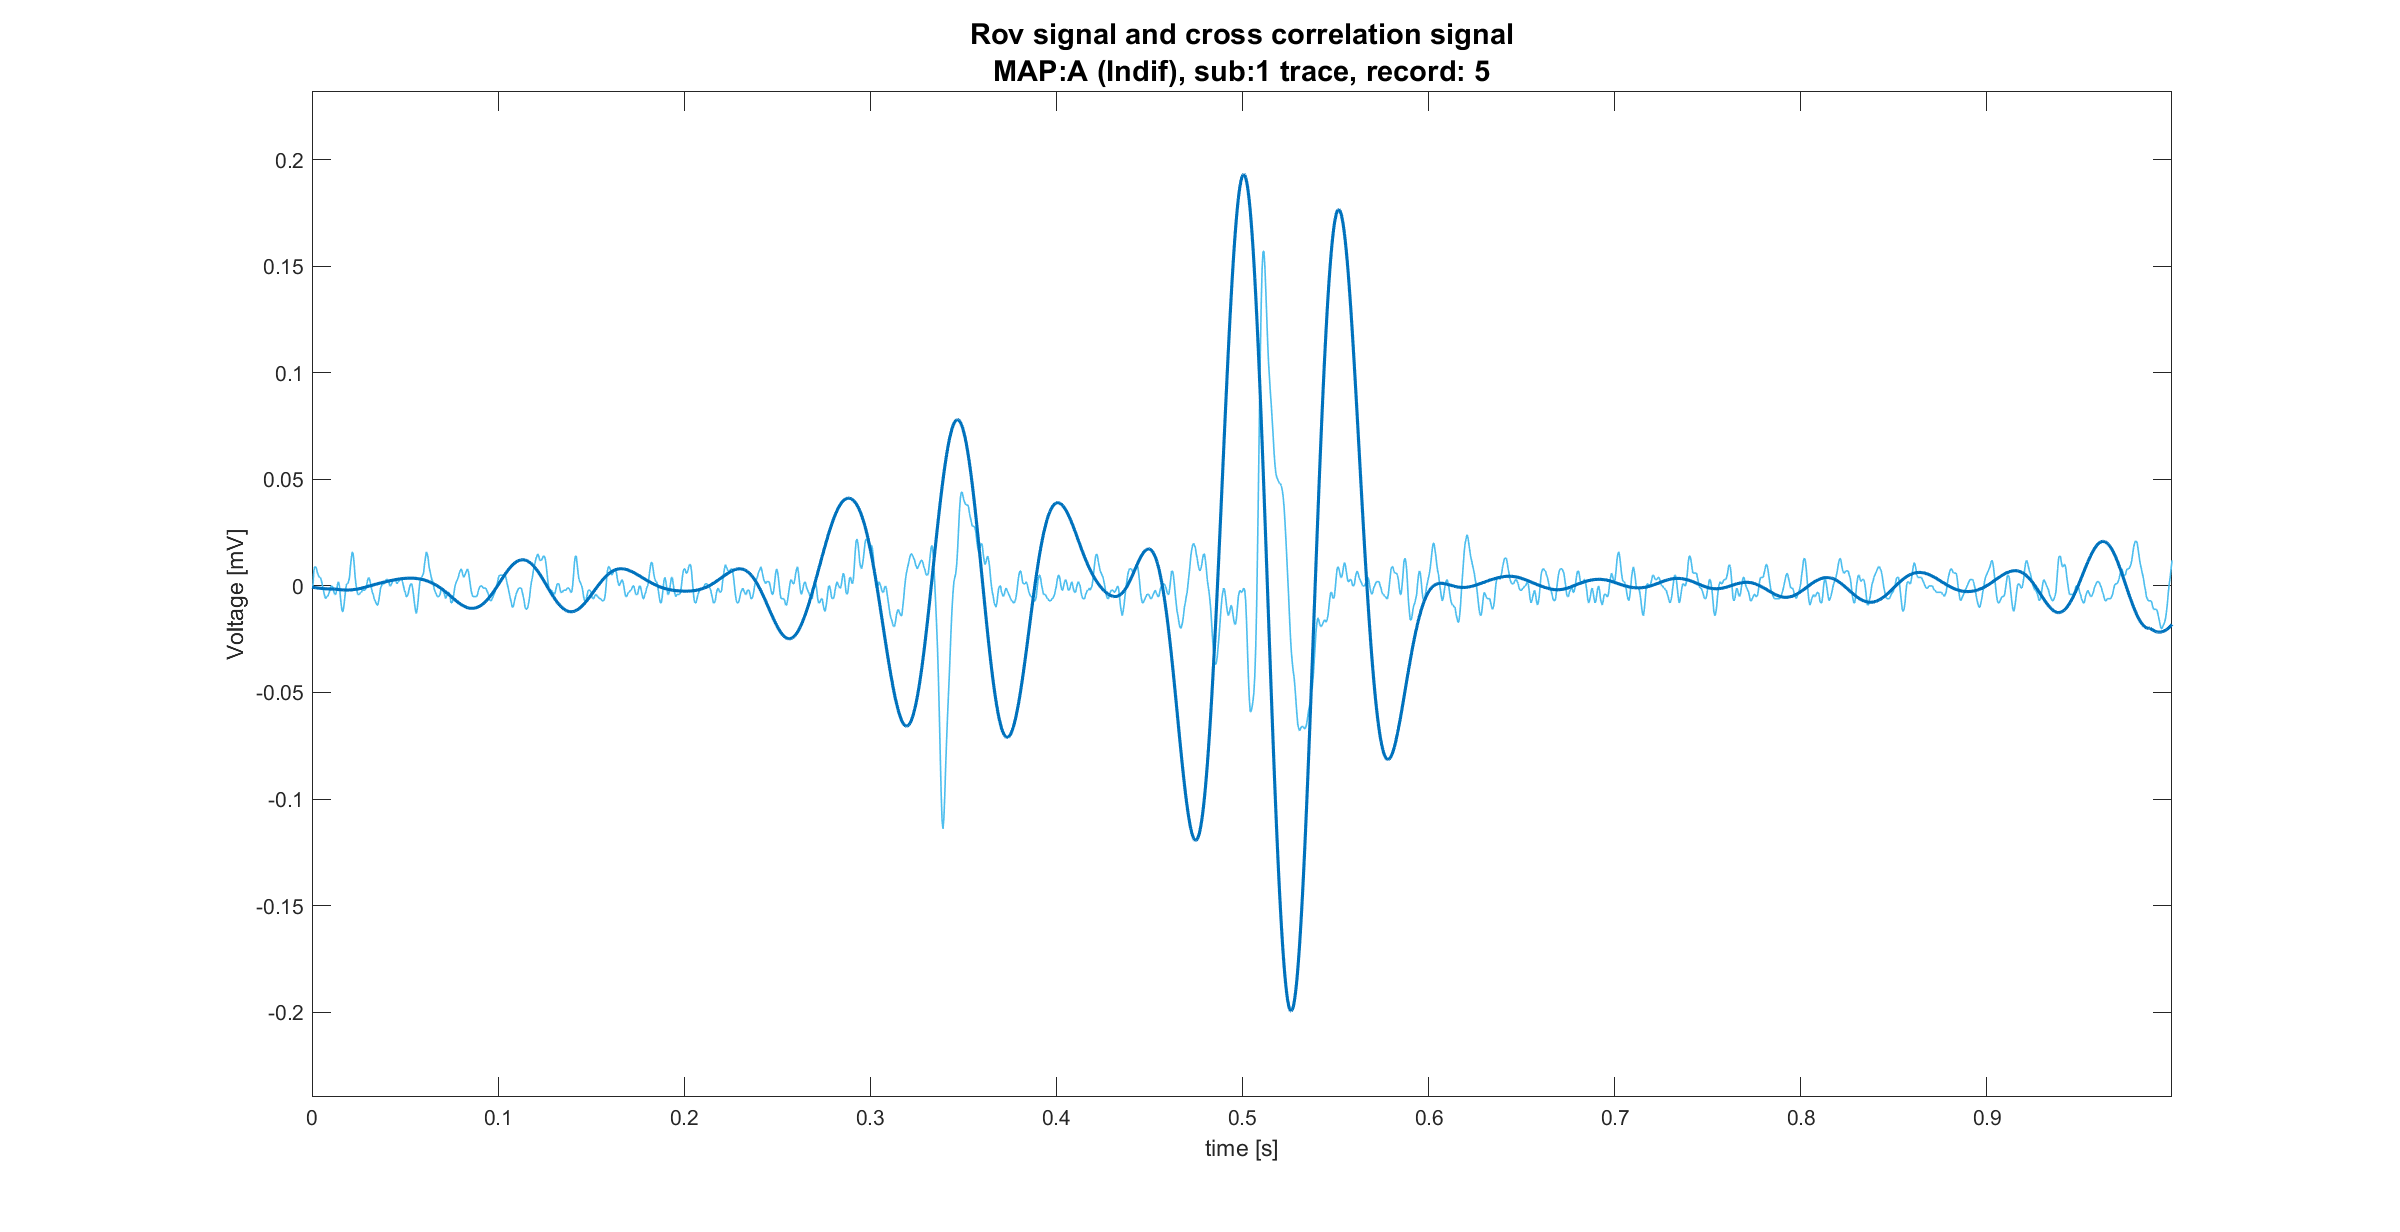 Rov signal and cross correlation signal
MAP:A (Indif), sub:1 trace, record: 5
0.2
0.15
0.1
0.05
0
-0.05
-0.1
-0.15
-0.2
Voltage [mV]
0 0.1 0.2 0.3 0.4 0.5 0.6 0.7 0.8 0.9
time [s]